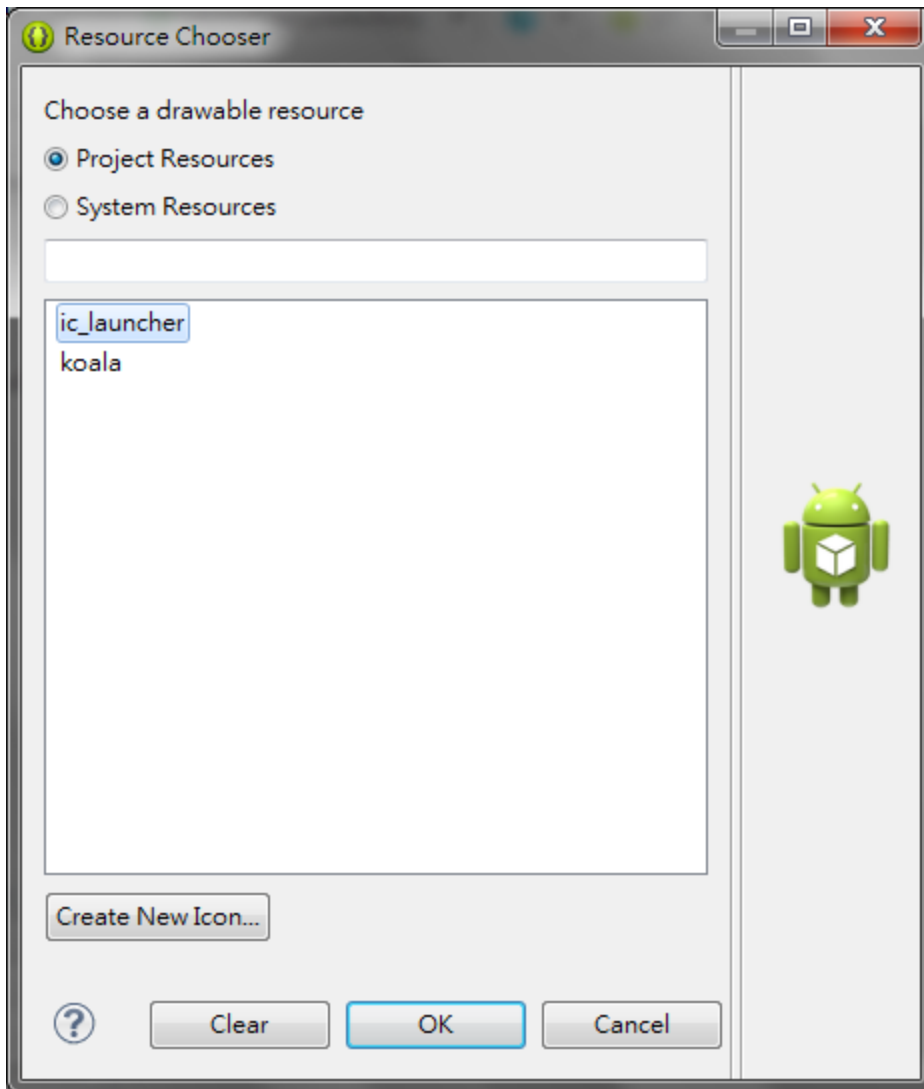 Resource Chooser
Choose a drawable resource
Project Resources
System Resources
ic_launcher
koala
Create New Icon...
?
Clear
OK
Cancel